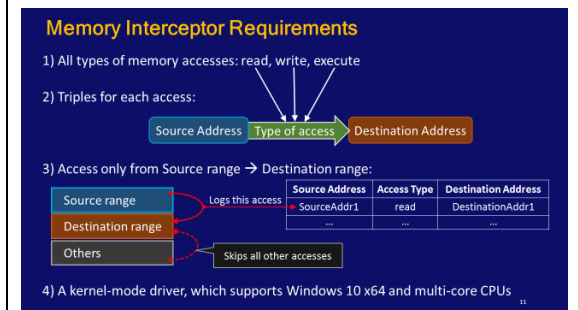 Memory Interceptor Requirements
1) All types of memory accesses: read, write, execute
2) Triples for each access:
Source Address Type of access Destination Address
3) Access only from Source range → Destination range:
Source range
Destination range
Others
Logs this access
Skips all other accesses
Source Address Access Type Destination Address
SourceAddr1 read DestinationAddr1
... ... ...
4) A kernel-mode driver, which supports Windows 10 x64 and multi-core CPUs
11